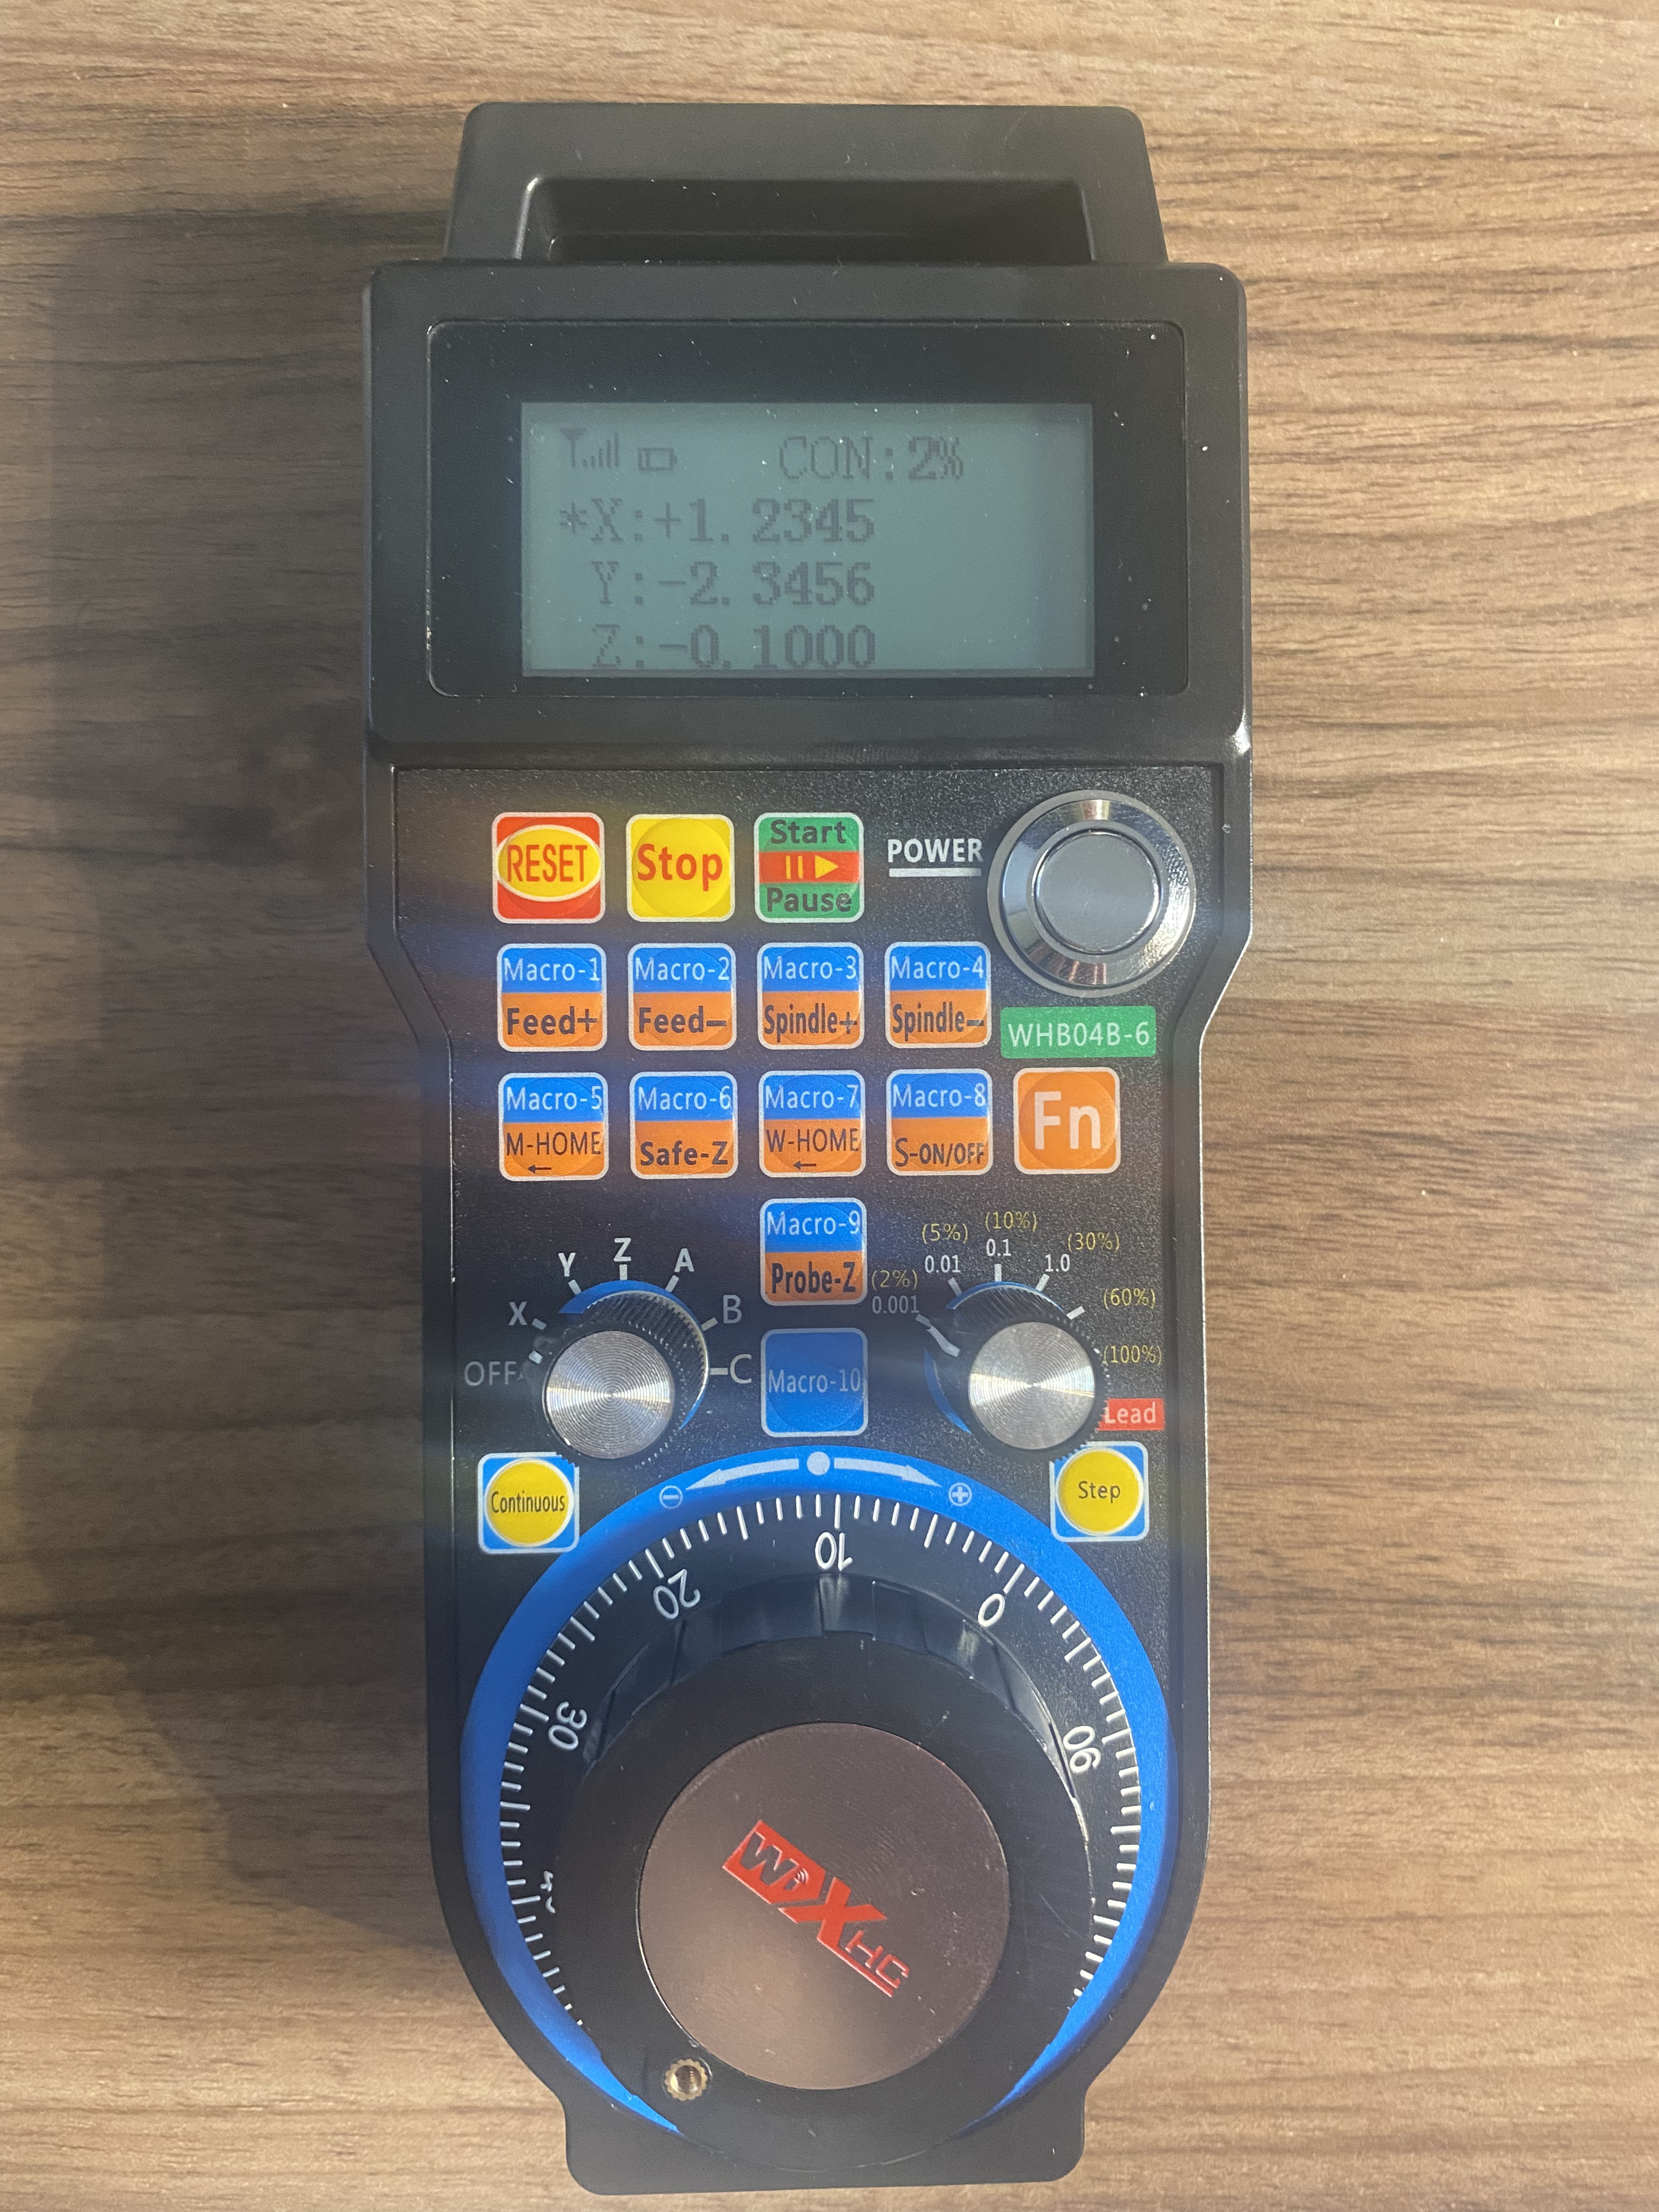 CON:2%
*X:+1.2345
Y:-2.3456
Z:-0.1000
RESET
Stop
Start
Pause
POWER
Macro-1
Feed+
Macro-2
Feed-
Macro-3
Spindle+
Macro-4
Spindle-
WHB04B-6
Macro-5
M-HOME
Macro-6
Safe-Z
Macro-7
W-HOME
Macro-8
S-ON/OFF
Fn
Macro-9
Probe-Z
Macro-10
OFF
X
Y
Z
A
B
C
(2%)
0.001
(5%)
0.01
(10%)
0.1
(30%)
1.0
(60%)
(100%)
Lead
Continuous
Step
30
20
10
0
90
WiXHC